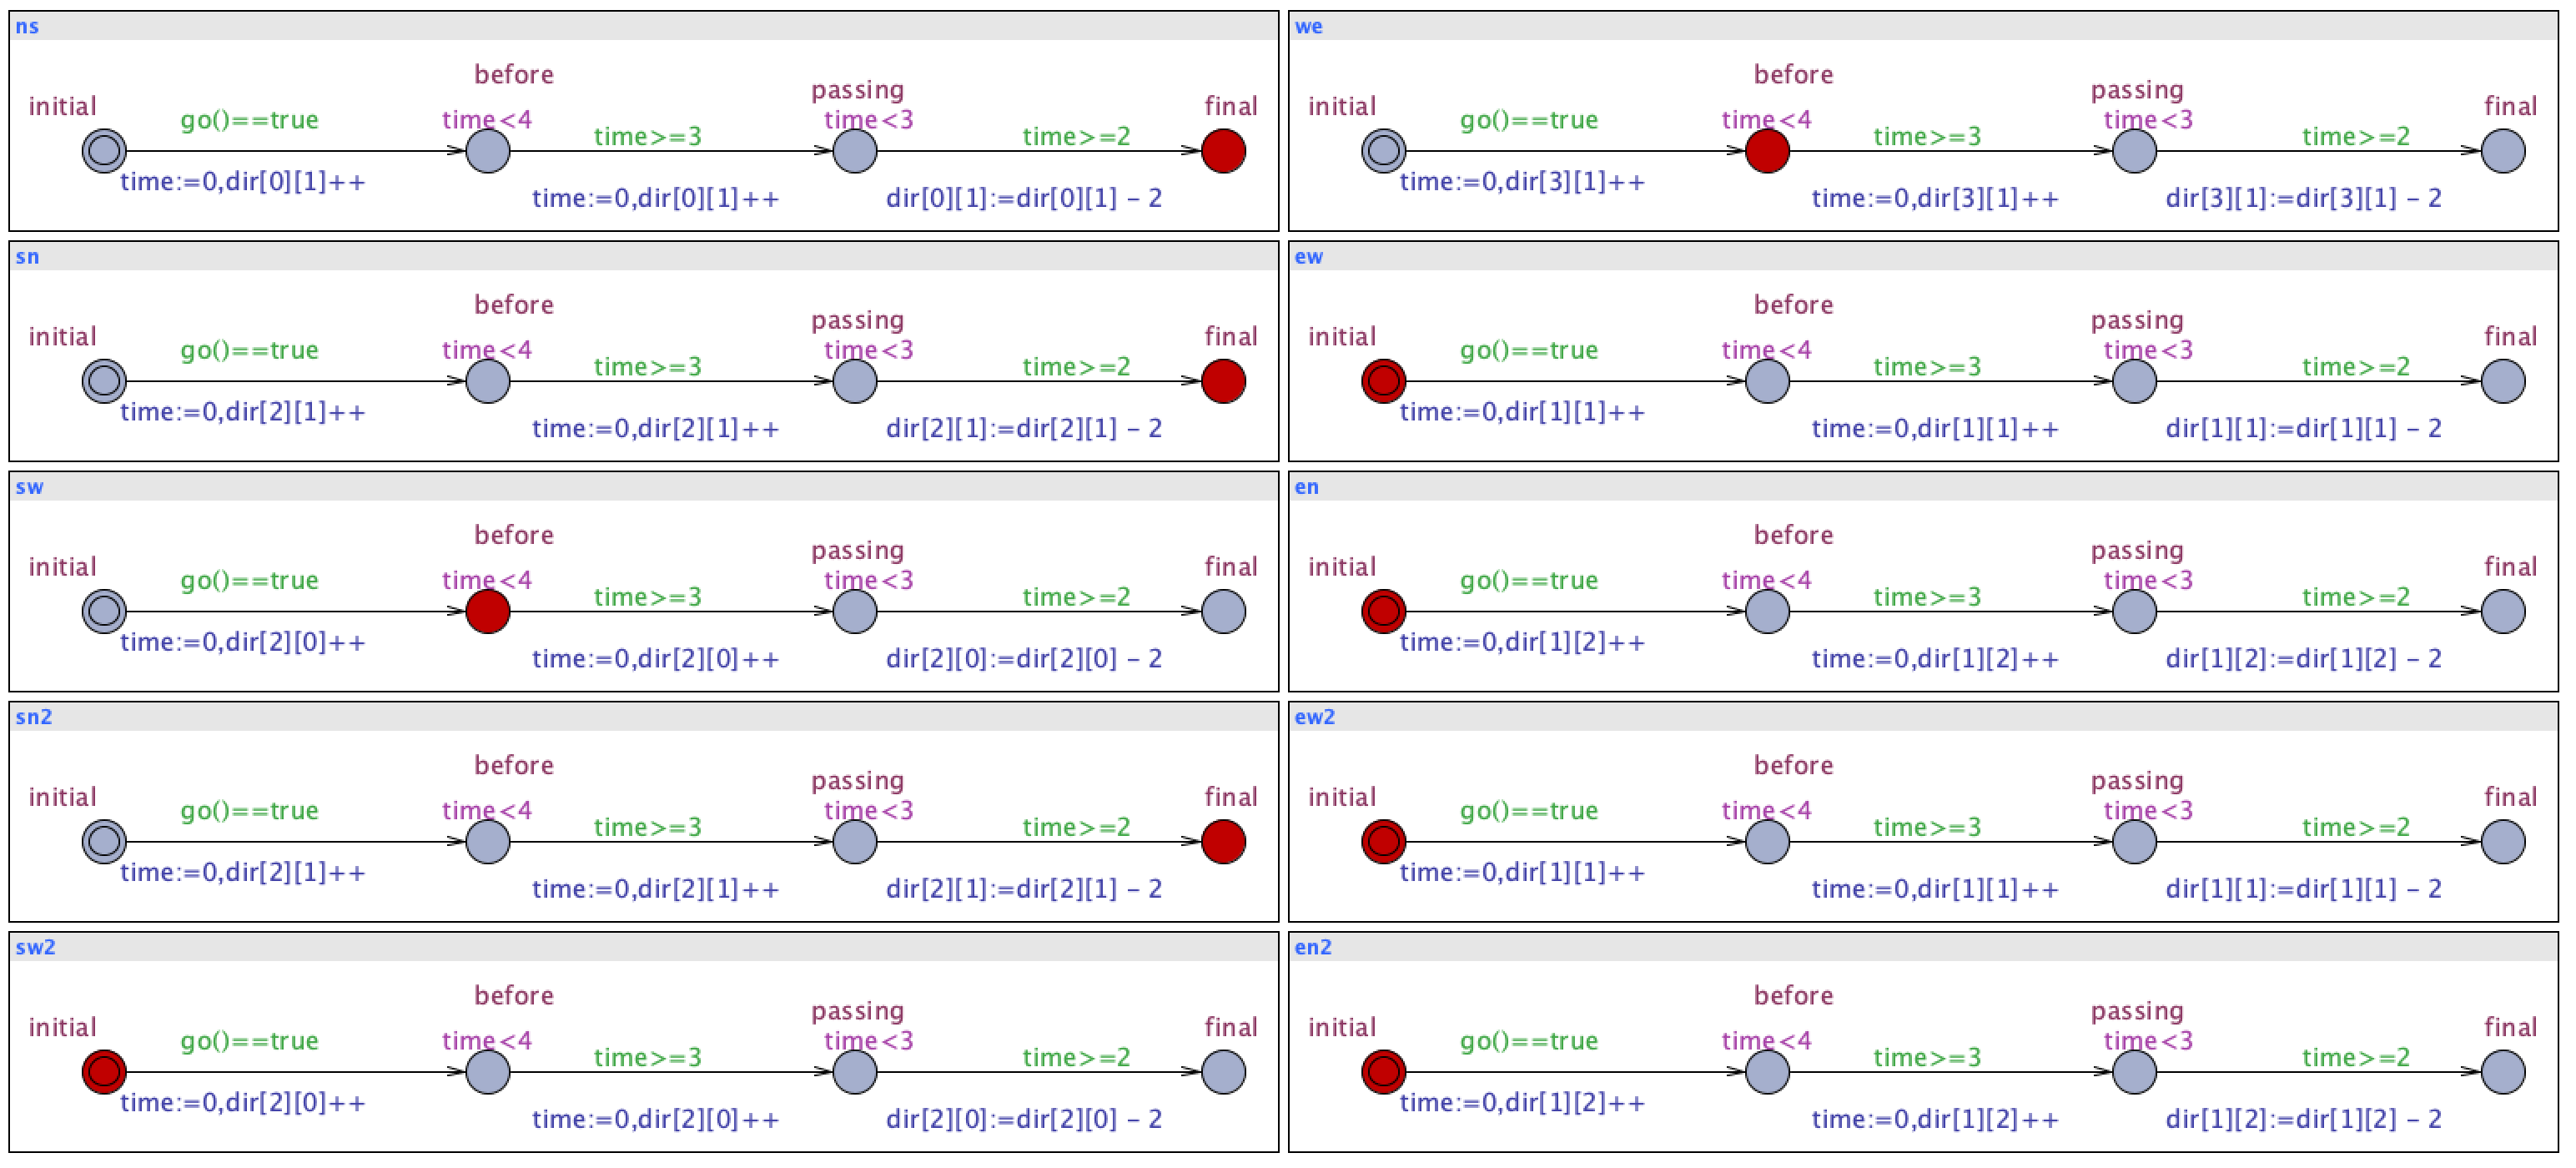 ns
before
passing
initial
final
go()==true
time<4
time<3
time>=3
time>=2
time:=0,dir[0][1]++
time:=0,dir[0][1]++
dir[0][1]:=dir[0][1] - 2
we
before
passing
initial
final
go()==true
time<4
time<3
time>=3
time>=2
time:=0,dir[3][1]++
time:=0,dir[3][1]++
dir[3][1]:=dir[3][1] - 2
sn
before
passing
initial
final
go()==true
time<4
time<3
time>=3
time>=2
time:=0,dir[2][1]++
time:=0,dir[2][1]++
dir[2][1]:=dir[2][1] - 2
ew
before
passing
initial
final
go()==true
time<4
time<3
time>=3
time>=2
time:=0,dir[1][1]++
time:=0,dir[1][1]++
dir[1][1]:=dir[1][1] - 2
sw
before
passing
initial
final
go()==true
time<4
time<3
time>=3
time>=2
time:=0,dir[2][0]++
time:=0,dir[2][0]++
dir[2][0]:=dir[2][0] - 2
en
before
passing
initial
final
go()==true
time<4
time<3
time>=3
time>=2
time:=0,dir[1][2]++
time:=0,dir[1][2]++
dir[1][2]:=dir[1][2] - 2
sn2
before
passing
initial
final
go()==true
time<4
time<3
time>=3
time>=2
time:=0,dir[2][1]++
time:=0,dir[2][1]++
dir[2][1]:=dir[2][1] - 2
ew2
before
passing
initial
final
go()==true
time<4
time<3
time>=3
time>=2
time:=0,dir[1][1]++
time:=0,dir[1][1]++
dir[1][1]:=dir[1][1] - 2
sw2
before
passing
initial
final
go()==true
time<4
time<3
time>=3
time>=2
time:=0,dir[2][0]++
time:=0,dir[2][0]++
dir[2][0]:=dir[2][0] - 2
en2
before
passing
initial
final
go()==true
time<4
time<3
time>=3
time>=2
time:=0,dir[1][2]++
time:=0,dir[1][2]++
dir[1][2]:=dir[1][2] - 2